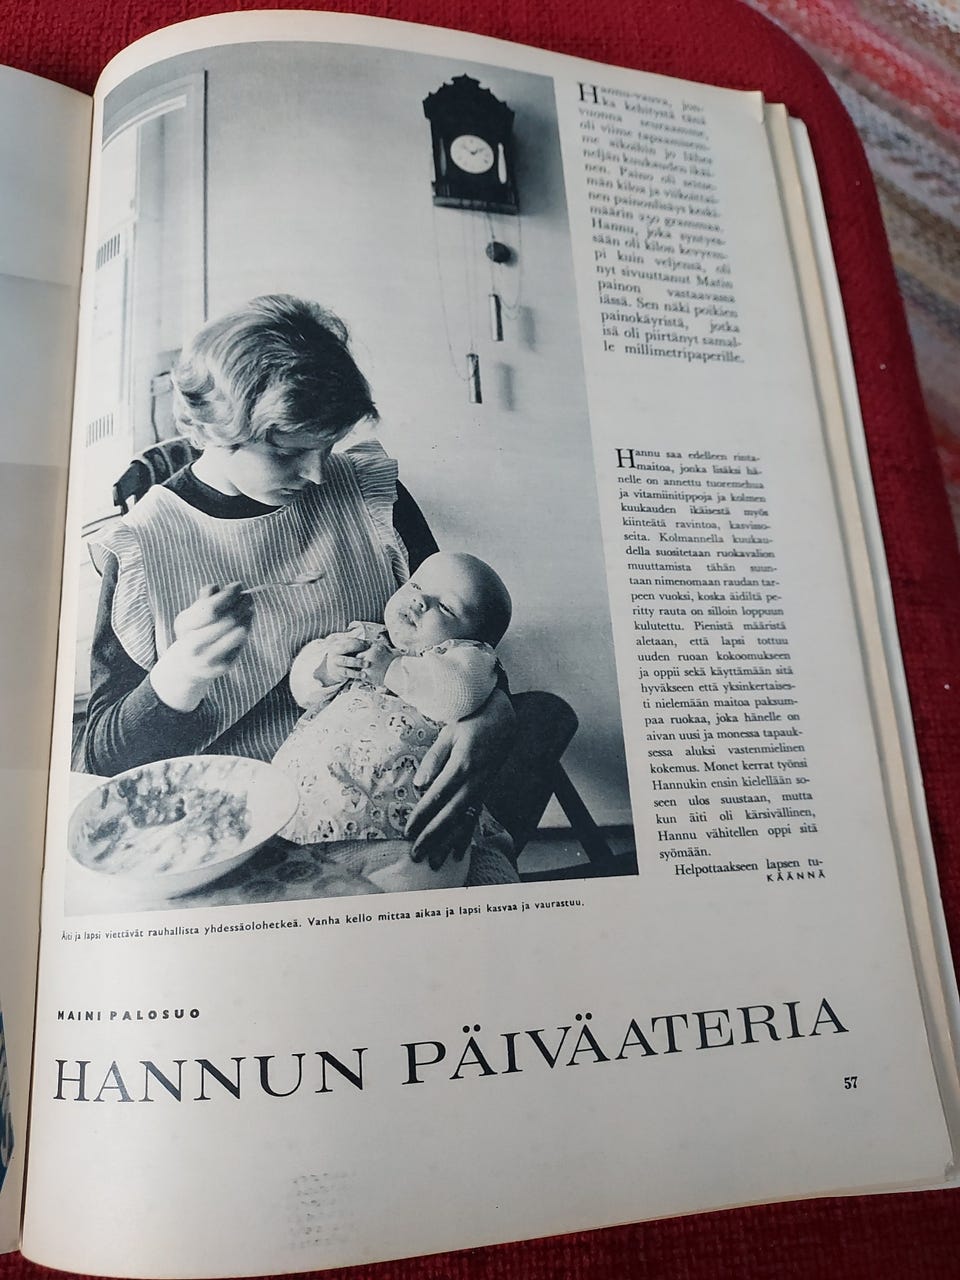 Hannu-vauva, jon-
ka kehitystä tänä
vuonna seuraamme,
oli viime tapaamisem-
me aikoihin jo lähes
neljän kuukauden ikäi-
nen. Paino oli seitse-
män kiloa ja viikoittai-
nen painonlisäys keski-
määrin 250 grammaa.
Hannu, joka synty��es-
sään oli kilon kevyem-
pi kuin veljensä, oli
nyt sivuuttanut Matin
painon vastaavassa
iässä. Sen näki poikien
painokäyristä, jotka
isä oli piirtänyt samal-
le millimetripaperille.
Hannu saa edelleen rinta-
maitoa, jonka lisäksi hä-
nelle on annettu tuoremehua
ja vitamiinitippoja ja kolmen
kuukauden ikäisestä myös
kiinteätä ravintoa, kasvisso-
seita. Kolmannella kuukau-
della suositetaan ruokavalion
muuttamista tähän suun-
taan nimenomaan raudan tar-
peen vuoksi, koska äidiltä pe-
ritty rauta on silloin loppuun
kulutettu. Pienistä määristä
aletaan, että lapsi tottuu
uuden ruoan kokoomukseen
ja oppii sekä käyttämään sitä
hyväkseen että yksinkertaises-
ti nielemään maitoa paksum-
paa ruokaa, joka hänelle on
aivan uusi ja monessa tapauk-
sessa aluksi vastenmielinen
kokemus. Monet kerrat työnsi
Hannukin ensin kielellään so-
seen ulos suustaan, mutta
kun äiti oli kärsivällinen,
Hannu vähitellen oppi sitä
syömään.
Helpottaakseen lapsen tu-
KÄÄNNÄ
Äiti ja lapsi viettävät rauhallista yhdessäolohetkeä. Vanha kello mittaa aikaa ja lapsi kasvaa ja vaurastuu.
MAINI PALOSUO
HANNUN PÄIVÄATERIA
57